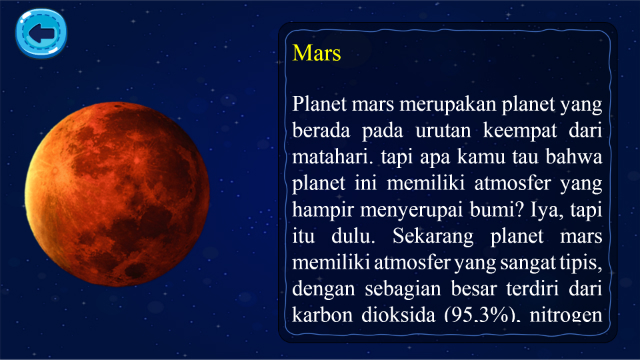 Mars
Planet mars merupakan planet yang
berada pada urutan keempat dari
matahari. tapi apa kamu tau bahwa
planet ini memiliki atmosfer yang
hampir menyerupai bumi? Iya, tapi
itu dulu. Sekarang planet mars
memiliki atmosfer yang sangat tipis,
dengan sebagian besar terdiri dari
karbon dioksida (95.3%), nitrogen